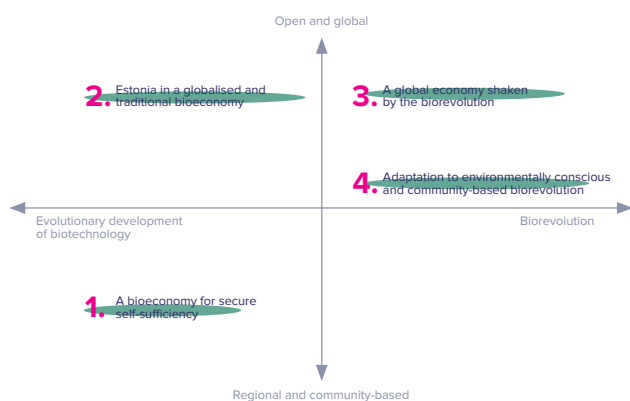 Open and global
2. Estonia in a globalised and
traditional bioeconomy
3. A global economy shaken
by the biorevolution
4. Adaptation to environmentally conscious
and community-based biorevolution
Evolutionary development
of biotechnology
Biorevolution
1. A bioeconomy for secure
self-sufficiency
Regional and community-based